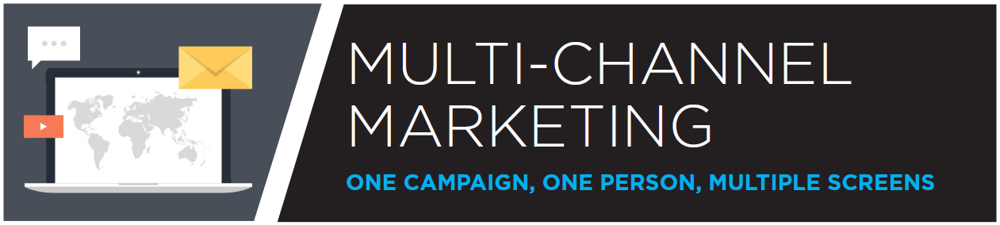 MULTI-CHANNEL
MARKETING
ONE CAMPAIGN, ONE PERSON, MULTIPLE SCREENS